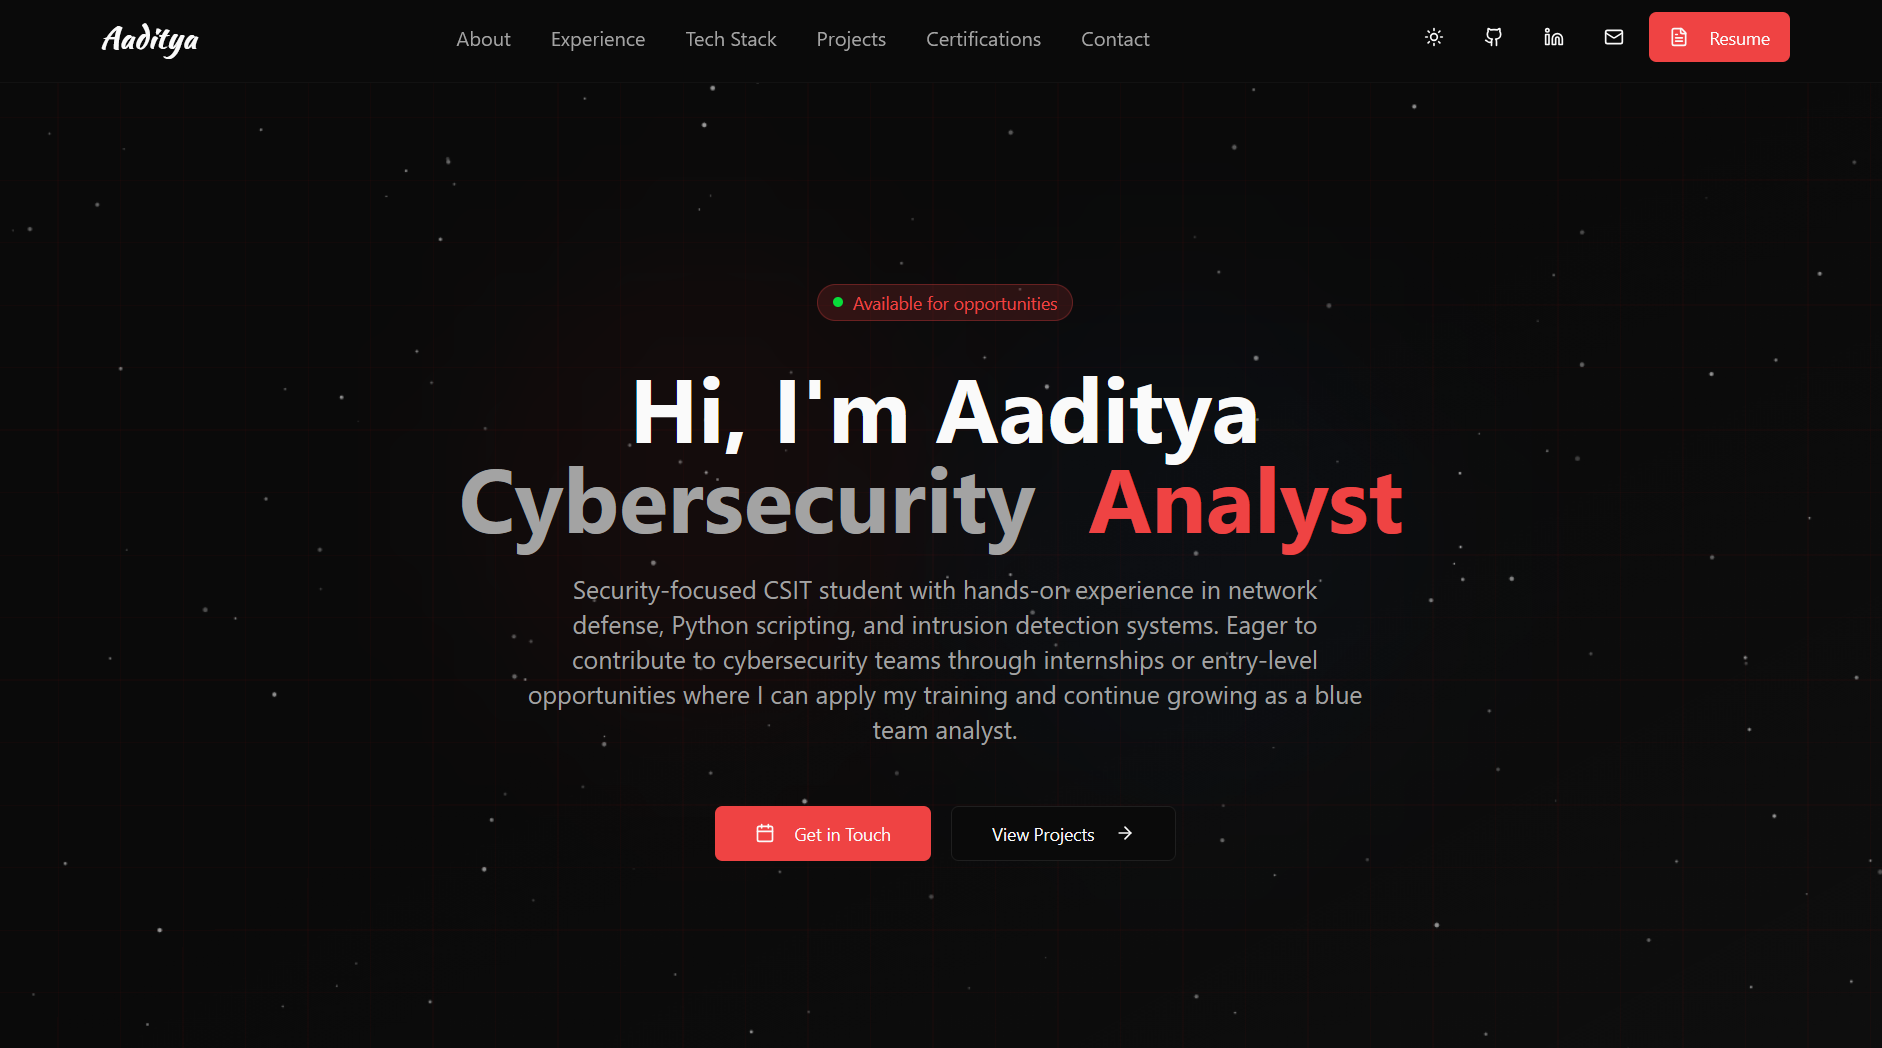 Aaditya
About
Experience
Tech Stack
Projects
Certifications
Contact
Resume
Available for opportunities
Hi, I'm Aaditya
Cybersecurity Analyst
Security-focused CSIT student with hands-on experience in network
defense, Python scripting, and intrusion detection systems. Eager to
contribute to cybersecurity teams through internships or entry-level
opportunities where I can apply my training and continue growing as a blue
team analyst.
Get in Touch
View Projects